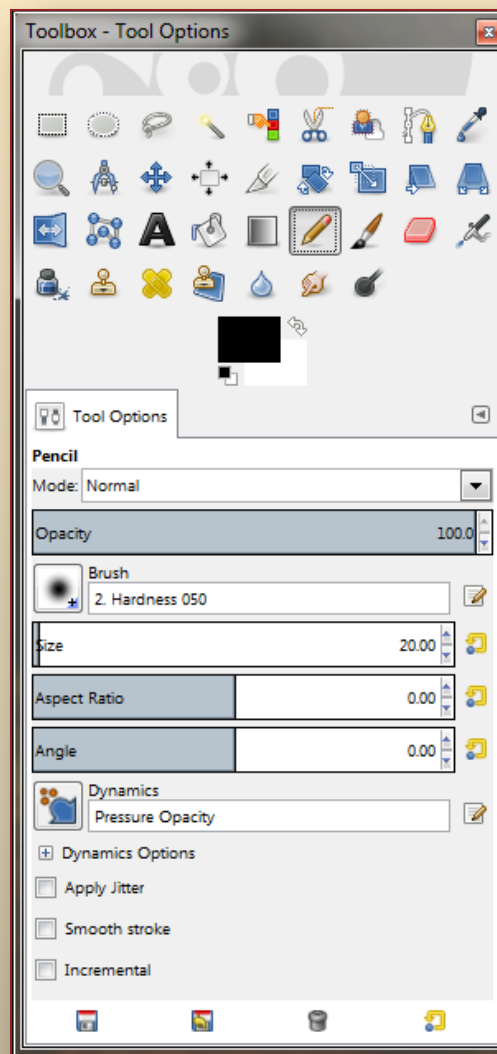 Toolbox - Tool Options
Tool Options
Pencil
Mode: Normal
Opacity 100.0
Brush
2. Hardness 050
Size 20.00
Aspect Ratio 0.00
Angle 0.00
Dynamics
Pressure Opacity
Dynamics Options
Apply Jitter
Smooth stroke
Incremental